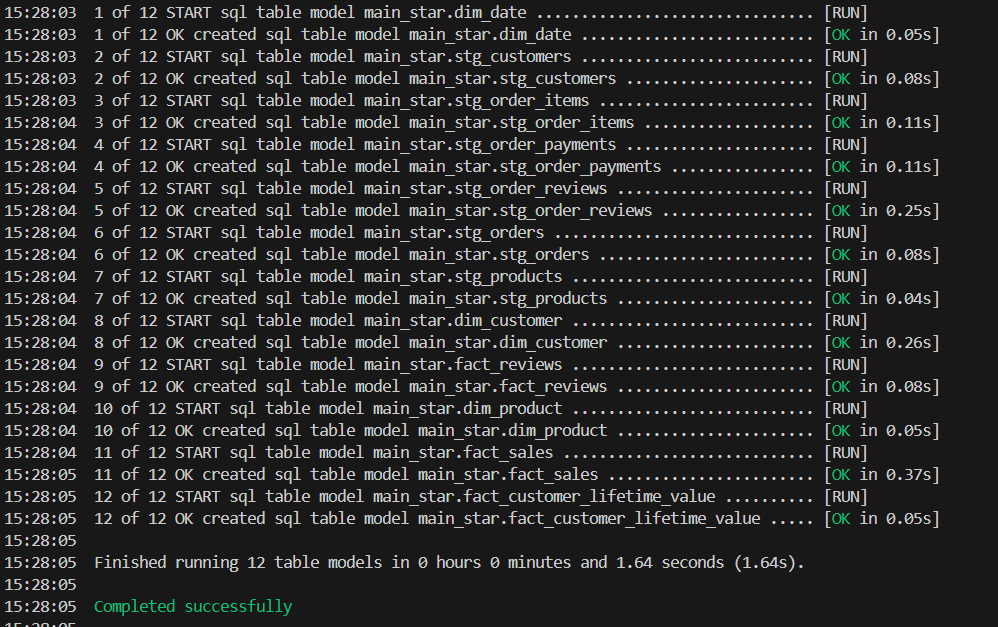 15:28:03  1 of 12 START sql table model main_star.dim_date ............................... [RUN]
15:28:03  1 of 12 OK created sql table model main_star.dim_date .......................... [OK in 0.05s]
15:28:03  2 of 12 START sql table model main_star.stg_customers .......................... [RUN]
15:28:03  2 of 12 OK created sql table model main_star.stg_customers ..................... [OK in 0.08s]
15:28:03  3 of 12 START sql table model main_star.stg_order_items ........................ [RUN]
15:28:04  3 of 12 OK created sql table model main_star.stg_order_items ................... [OK in 0.11s]
15:28:04  4 of 12 START sql table model main_star.stg_order_payments ..................... [RUN]
15:28:04  4 of 12 OK created sql table model main_star.stg_order_payments ................ [OK in 0.11s]
15:28:04  5 of 12 START sql table model main_star.stg_order_reviews ...................... [RUN]
15:28:04  5 of 12 OK created sql table model main_star.stg_order_reviews ................. [OK in 0.25s]
15:28:04  6 of 12 START sql table model main_star.stg_orders ............................. [RUN]
15:28:04  6 of 12 OK created sql table model main_star.stg_orders ........................ [OK in 0.08s]
15:28:04  7 of 12 START sql table model main_star.stg_products ........................... [RUN]
15:28:04  7 of 12 OK created sql table model main_star.stg_products ...................... [OK in 0.04s]
15:28:04  8 of 12 START sql table model main_star.dim_customer ........................... [RUN]
15:28:04  8 of 12 OK created sql table model main_star.dim_customer ...................... [OK in 0.26s]
15:28:04  9 of 12 START sql table model main_star.fact_reviews ........................... [RUN]
15:28:04  9 of 12 OK created sql table model main_star.fact_reviews ...................... [OK in 0.08s]
15:28:04  10 of 12 START sql table model main_star.dim_product ........................... [RUN]
15:28:04  10 of 12 OK created sql table model main_star.dim_product ...................... [OK in 0.05s]
15:28:04  11 of 12 START sql table model main_star.fact_sales ............................ [RUN]
15:28:05  11 of 12 OK created sql table model main_star.fact_sales ....................... [OK in 0.37s]
15:28:05  12 of 12 START sql table model main_star.fact_customer_lifetime_value .......... [RUN]
15:28:05  12 of 12 OK created sql table model main_star.fact_customer_lifetime_value ..... [OK in 0.05s]
15:28:05
15:28:05  Finished running 12 table models in 0 hours 0 minutes and 1.64 seconds (1.64s).
15:28:05
15:28:05  Completed successfully